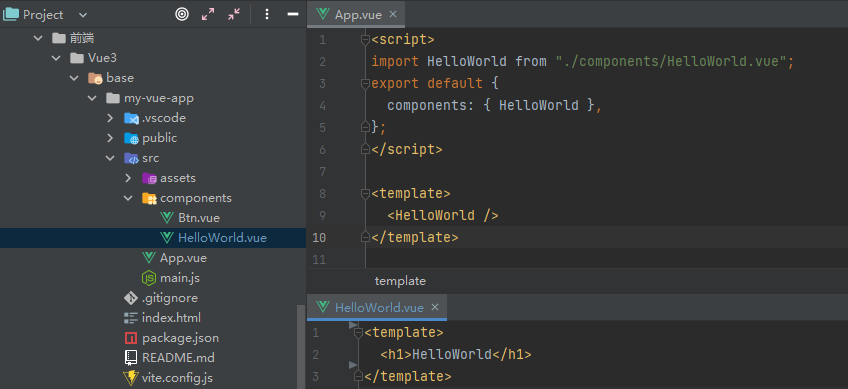 Project
前端
Vue3
base
my-vue-app
.vscode
public
src
assets
components
Btn.vue
HelloWorld.vue
App.vue
main.js
.gitignore
index.html
package.json
README.md
vite.config.js
App.vue
1 <script>
2 import HelloWorld from "./components/HelloWorld.vue";
3 export default {
4 components: { HelloWorld },
5 };
6 </script>
7
8 <template>
9 <HelloWorld />
10 </template>
11
template
HelloWorld.vue
1 <template>
2 <h1>HelloWorld</h1>
3 </template>